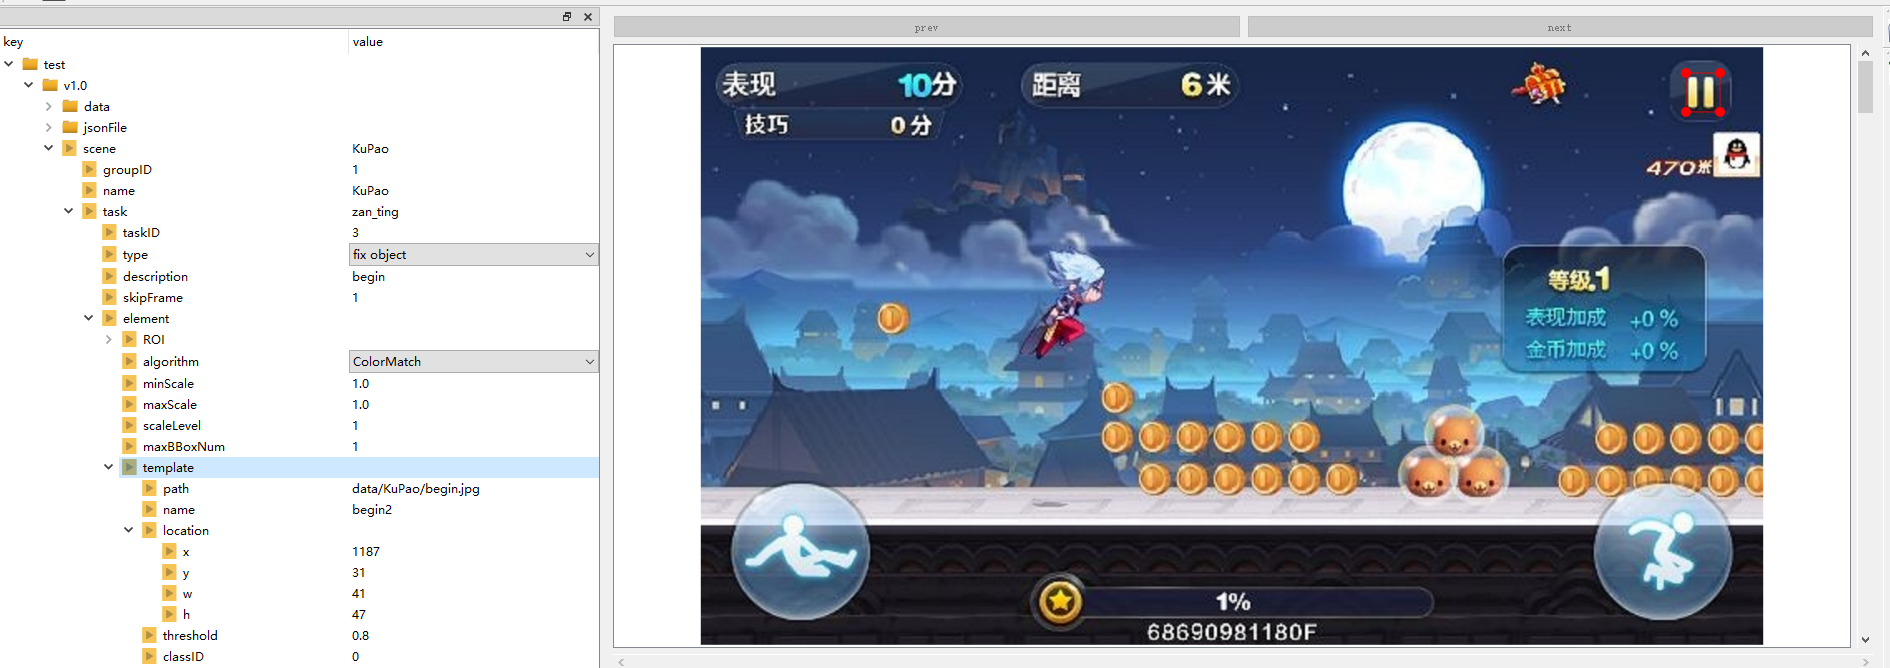 key value
test
v1.0
data
jsonFile
scene KuPao
groupID 1
name KuPao
task zan_ting
taskID 3
type fix object
description begin
skipFrame 1
element
ROI
algorithm ColorMatch
minScale 1.0
maxScale 1.0
scaleLevel 1
maxBBoxNum 1
template
path data/KuPao/begin.jpg
name begin2
location
x 1187
y 31
w 41
h 47
threshold 0.8
classID 0
prev next
表现 10分 距离 6米
技巧 0分
470米
等级.1
表现加成 +0 %
金币加成 +0 %
1%
68690981180F